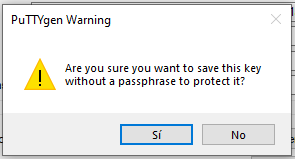 PuTTYgen Warning
Are you sure you want to save this key
without a passphrase to protect it?
Sí
No